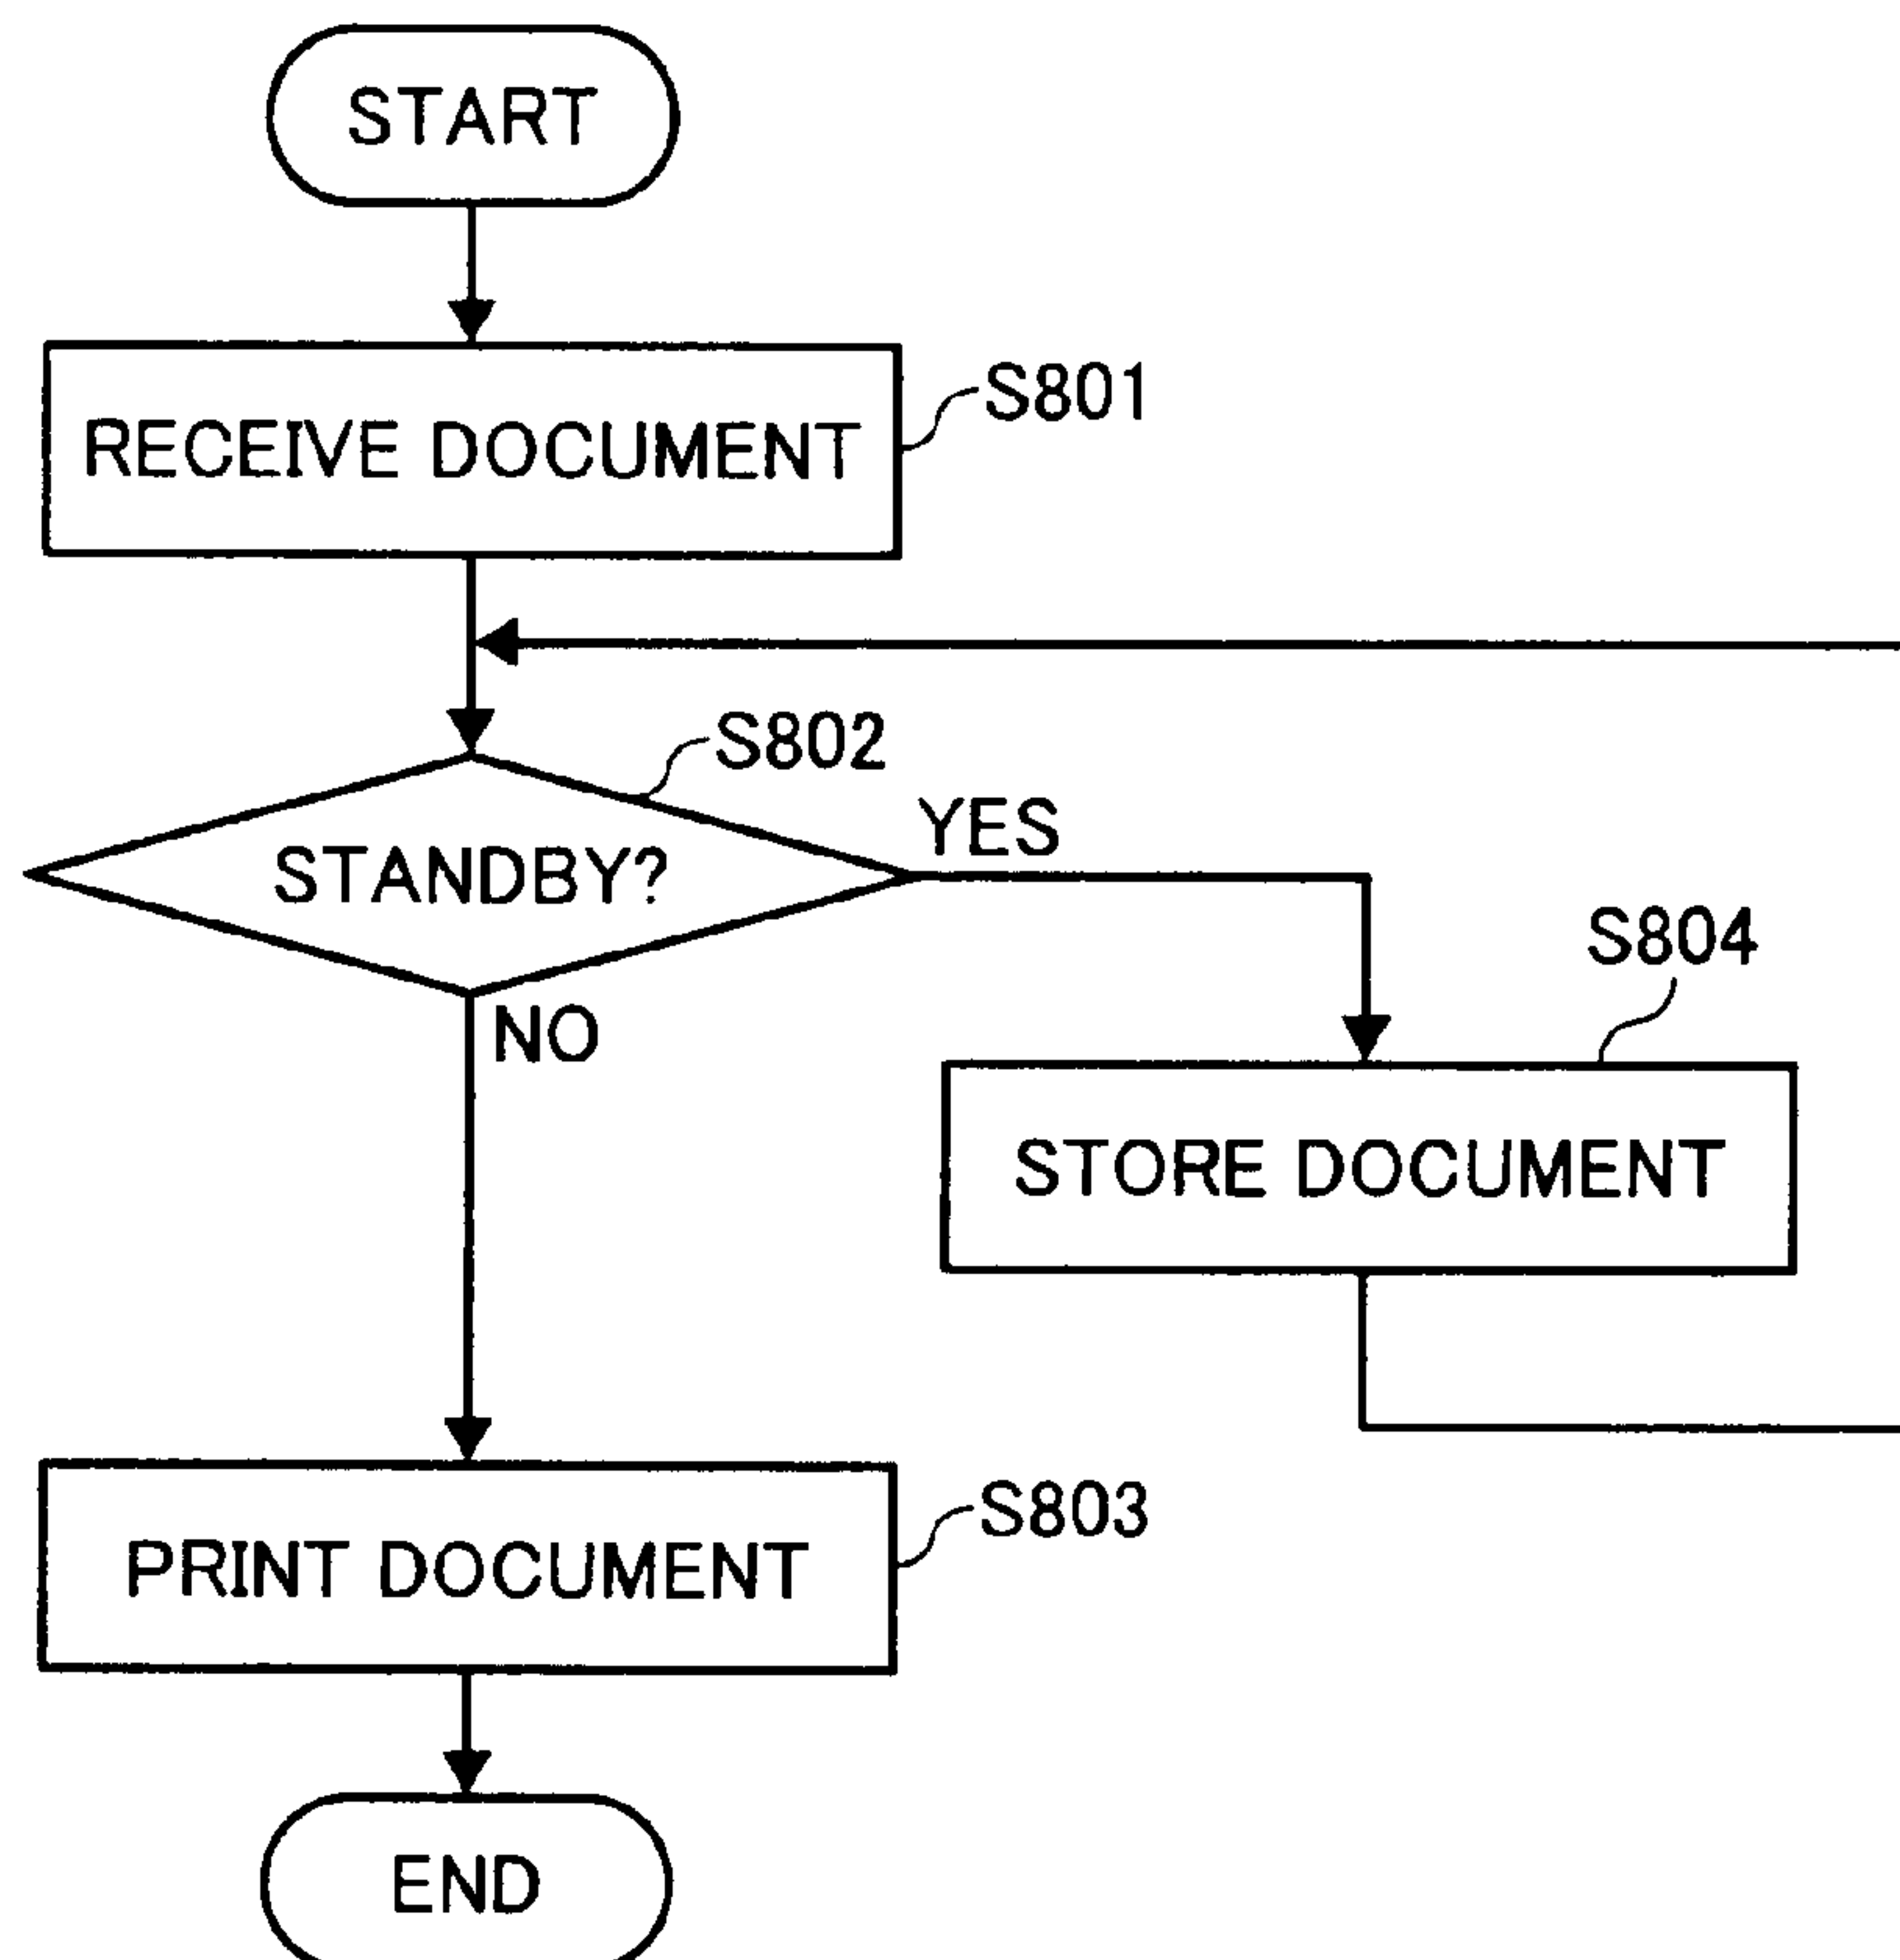 START
RECEIVE DOCUMENT
S801
S802
STANDBY?
YES
NO
S804
STORE DOCUMENT
PRINT DOCUMENT
S803
END